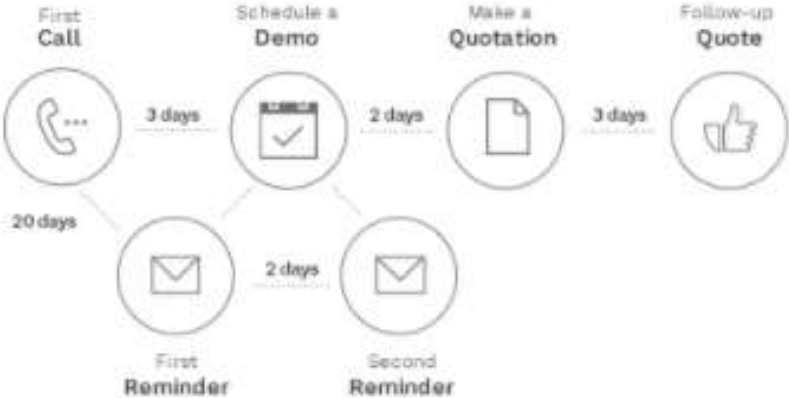 First
Call
Schedule a
Demo
Make a
Quotation
Follow-up
Quote
3 days
2 days
3 days
20 days
2 days
First
Reminder
Second
Reminder